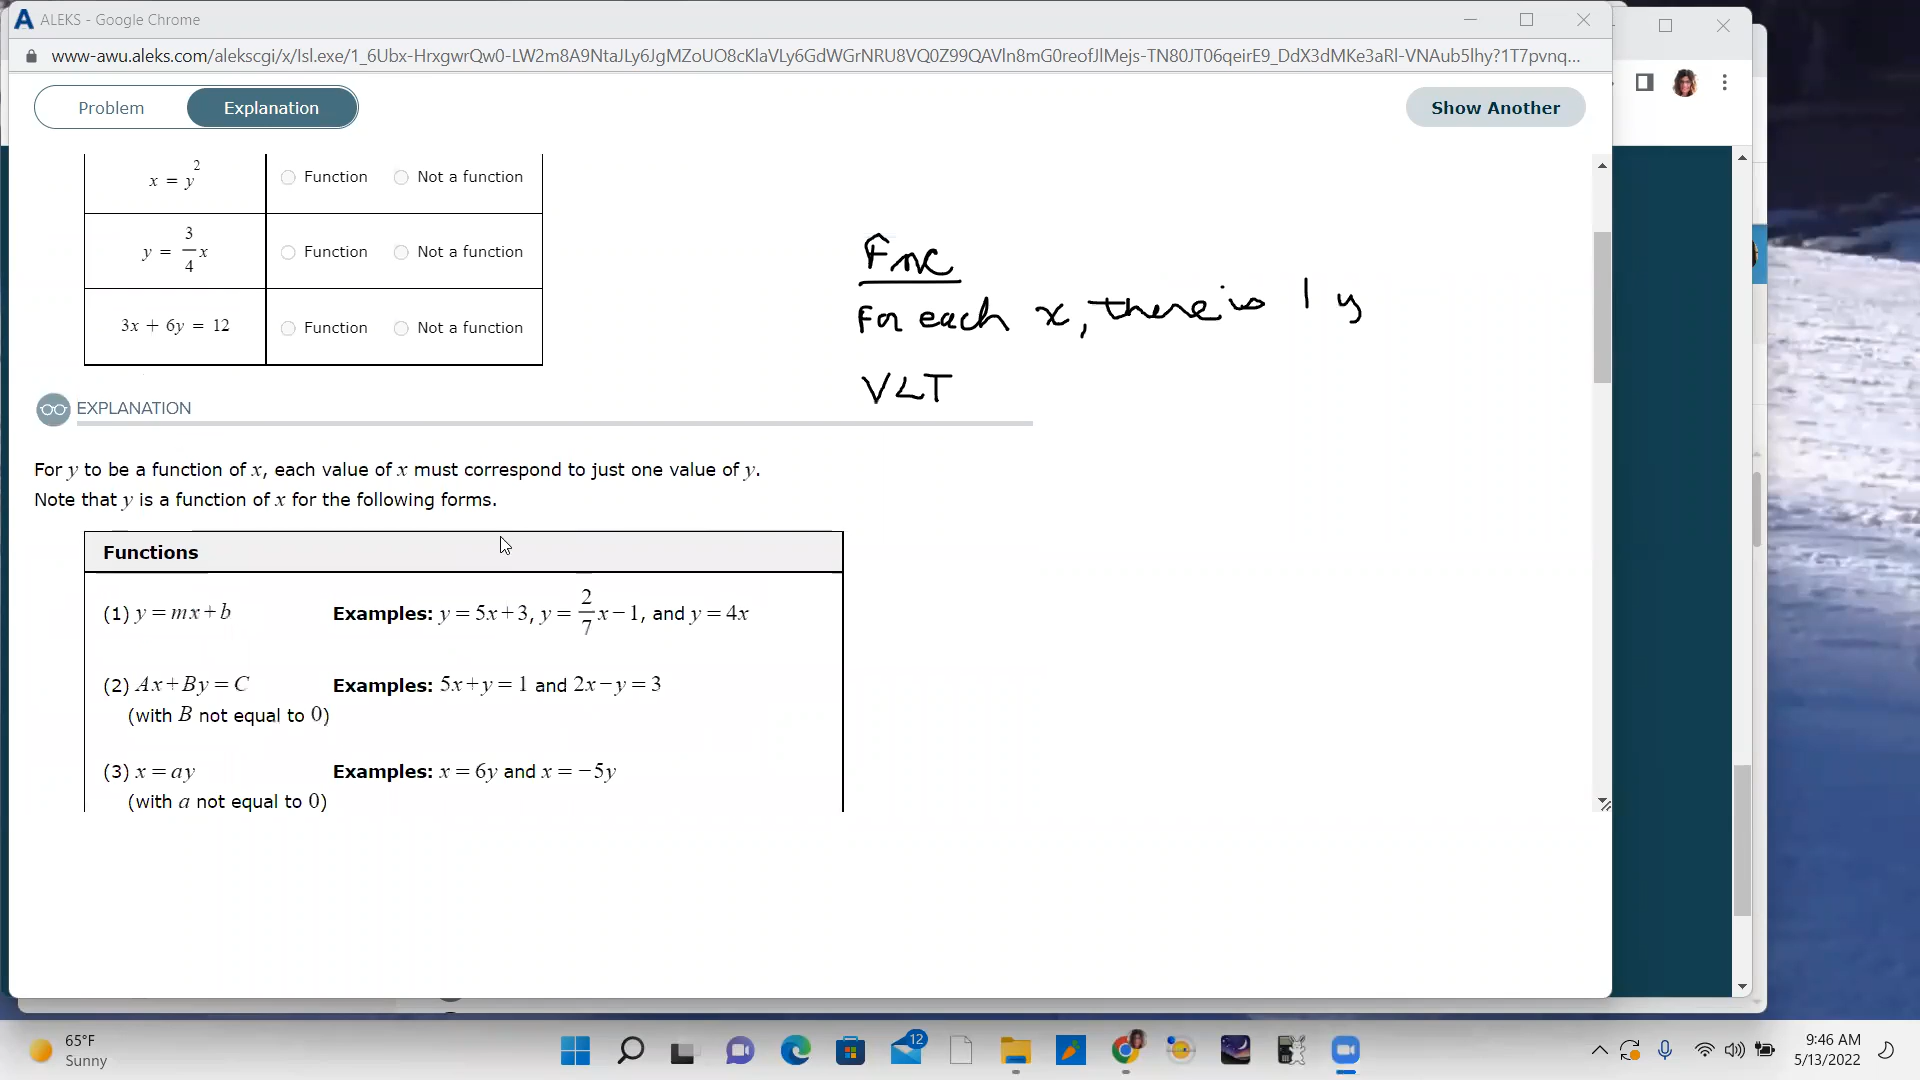 ALEKS - Google Chrome
www-awu.aleks.com/alekscgi/x/Isl.exe/1_6Ubx-HrxgwrQw0-LW2m8A9NtaJLy6JgMZoUO8cKlaVLy6GdWGrNRU8VQ0Z99QAVln8mG0reofJlMejs-TN80JT06qeirE9_DdX3dMKe3aRl-VNAub5lhy?1T7pvnq...
Problem Explanation Show Another
x = y² Function Not a function
y = 3/4 x Function Not a function
3x + 6y = 12 Function Not a function
Fnc
For each x, there is 1 y
VLT
EXPLANATION
For y to be a function of x, each value of x must correspond to just one value of y.
Note that y is a function of x for the following forms.
Functions
(1) y = mx + b Examples: y = 5x + 3, y = 2/7 x − 1, and y = 4x
(2) Ax + By = C Examples: 5x + y = 1 and 2x − y = 3
(with B not equal to 0)
(3) x = ay Examples: x = 6y and x = −5y
(with a not equal to 0)
65°F
Sunny
12
9:46 AM
5/13/2022